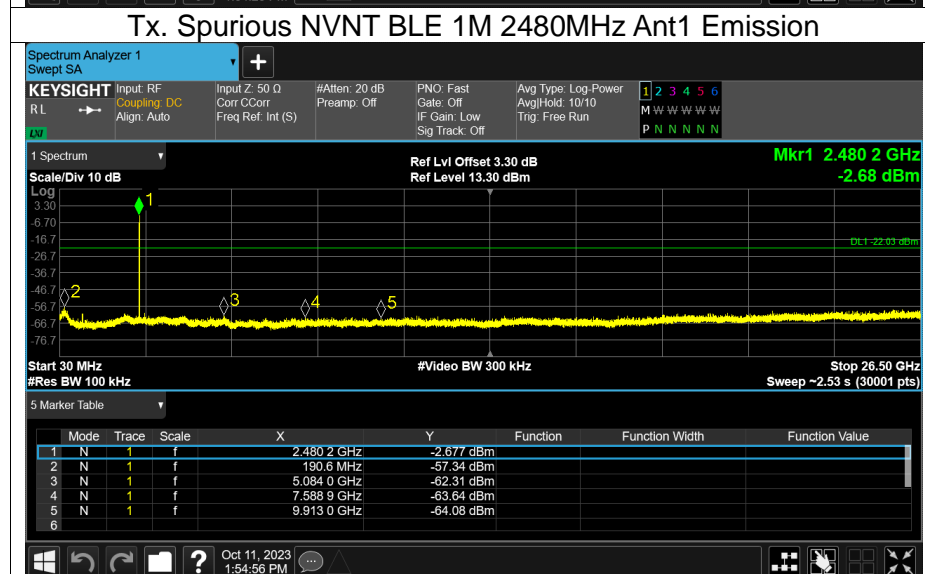 Tx. Spurious NVNT BLE 1M 2480MHz Ant1 Emission
Spectrum Analyzer 1
Swept SA
+
KEYSIGHT
RL
LXI
Input: RF
Coupling: DC
Align: Auto
Input Z: 50 Ω
Corr CCorr
Freq Ref: Int (S)
#Atten: 20 dB
Preamp: Off
PNO: Fast
Gate: Off
IF Gain: Low
Sig Track: Off
Avg Type: Log-Power
Avg|Hold: 10/10
Trig: Free Run
1 2 3 4 5 6
M W W W W W
P N N N N N
1 Spectrum
Scale/Div 10 dB
Ref Lvl Offset 3.30 dB
Ref Level 13.30 dBm
Mkr1 2.480 2 GHz
-2.68 dBm
Log
3.30
-6.70
-16.7
-26.7
-36.7
-46.7
-56.7
-66.7
-76.7
1
2
3
4
5
DL1 -22.03 dBm
Start 30 MHz
#Res BW 100 kHz
#Video BW 300 kHz
Stop 26.50 GHz
Sweep ~2.53 s (30001 pts)
5 Marker Table
Mode Trace Scale X Y Function Function Width Function Value
1 N 1 f 2.480 2 GHz -2.677 dBm
2 N 1 f 190.6 MHz -57.34 dBm
3 N 1 f 5.084 0 GHz -62.31 dBm
4 N 1 f 7.588 9 GHz -63.64 dBm
5 N 1 f 9.913 0 GHz -64.08 dBm
6
?
Oct 11, 2023
1:54:56 PM